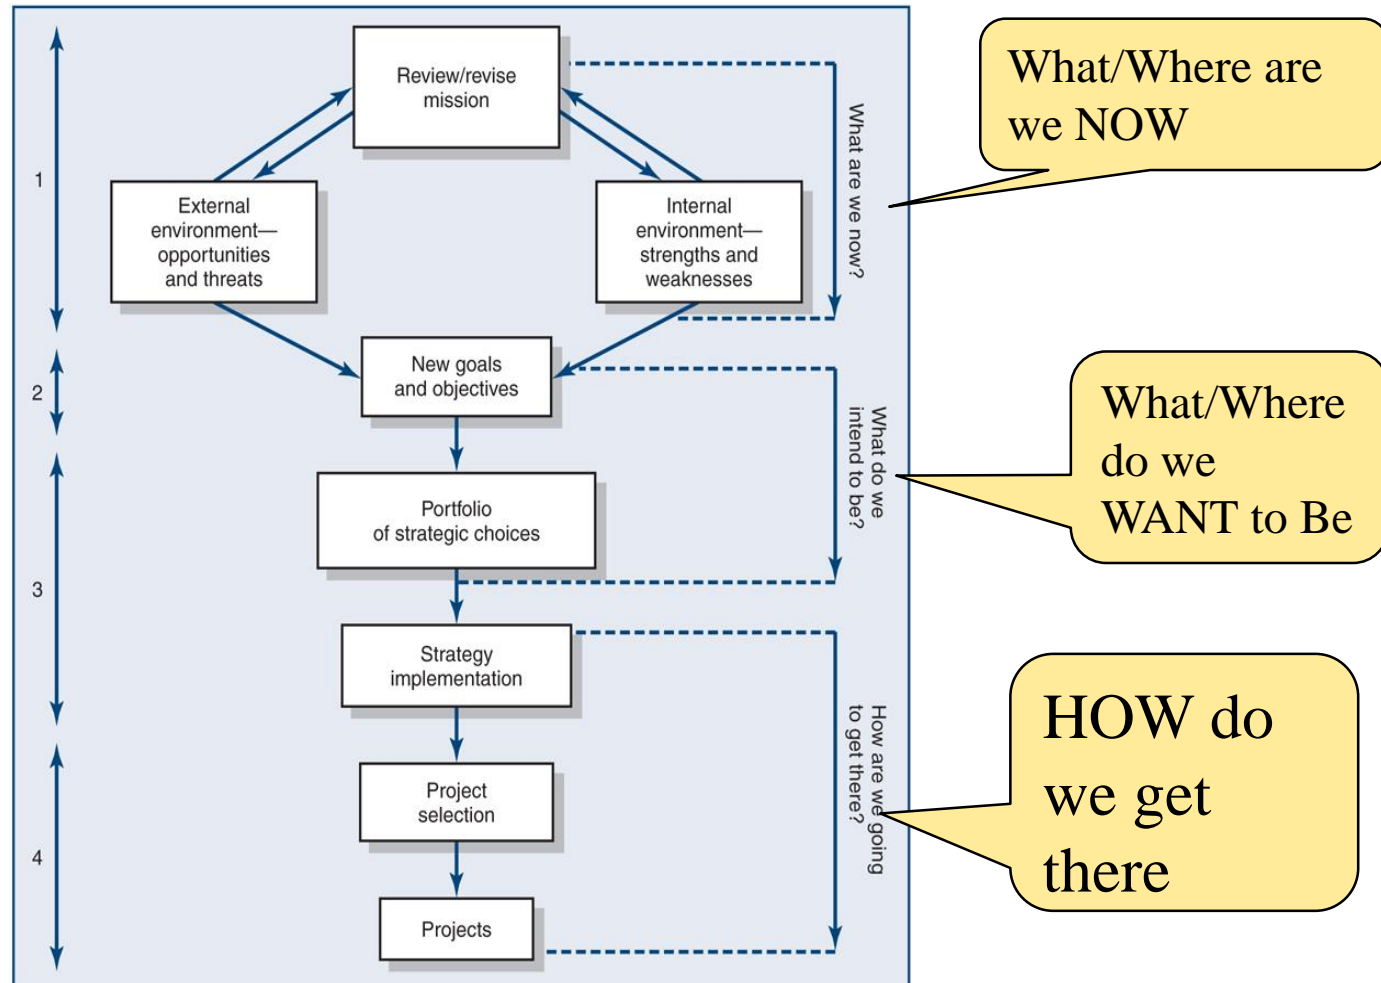 Review/revise
mission
1
External
environment—
opportunities
and threats
Internal
environment—
strengths and
weaknesses
What are we now?
What/Where are
we NOW
2
New goals
and objectives
What do we
intend to be?
What/Where
do we
WANT to Be
3
Portfolio
of strategic choices
Strategy
implementation
How are we going
to get there?
HOW do
we get
there
4
Project
selection
Projects